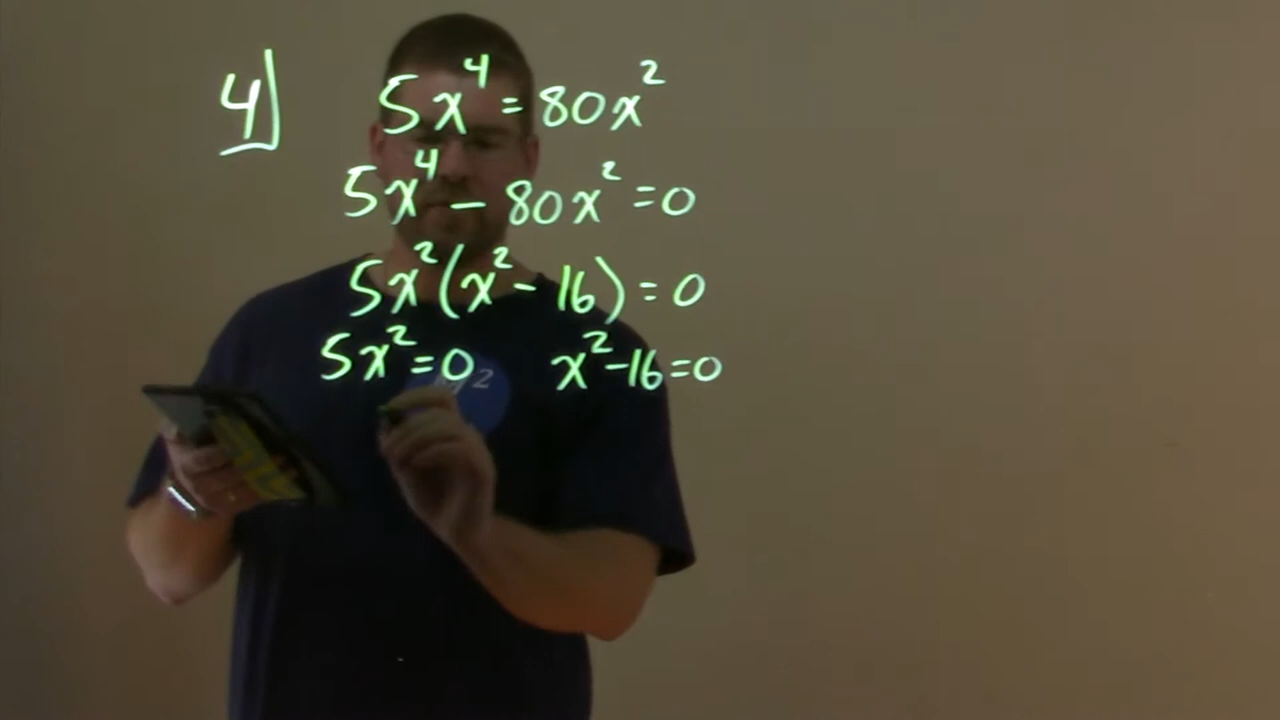 4) 5x⁴ = 80x²
5x⁴ - 80x² = 0
5x²(x² - 16) = 0
5x² = 0 x² - 16 = 0